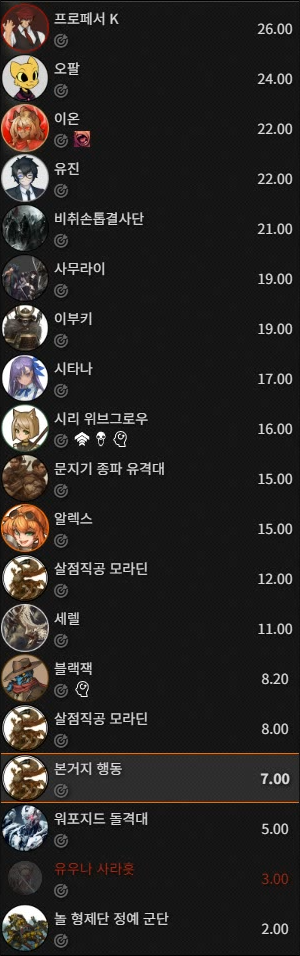 프로페서 K 26.00
오팔 24.00
이온 22.00
유진 22.00
비취손톱결사단 21.00
사무라이 19.00
이부키 19.00
시타나 17.00
시리 위브그로우 16.00
문지기 종파 유격대 15.00
알렉스 15.00
살점직공 모라딘 12.00
세렐 11.00
블랙잭 8.20
살점직공 모라딘 8.00
본거지 행동 7.00
워포지드 돌격대 5.00
유우나 사라훗 3.00
놀 형제단 정예 군단 2.00